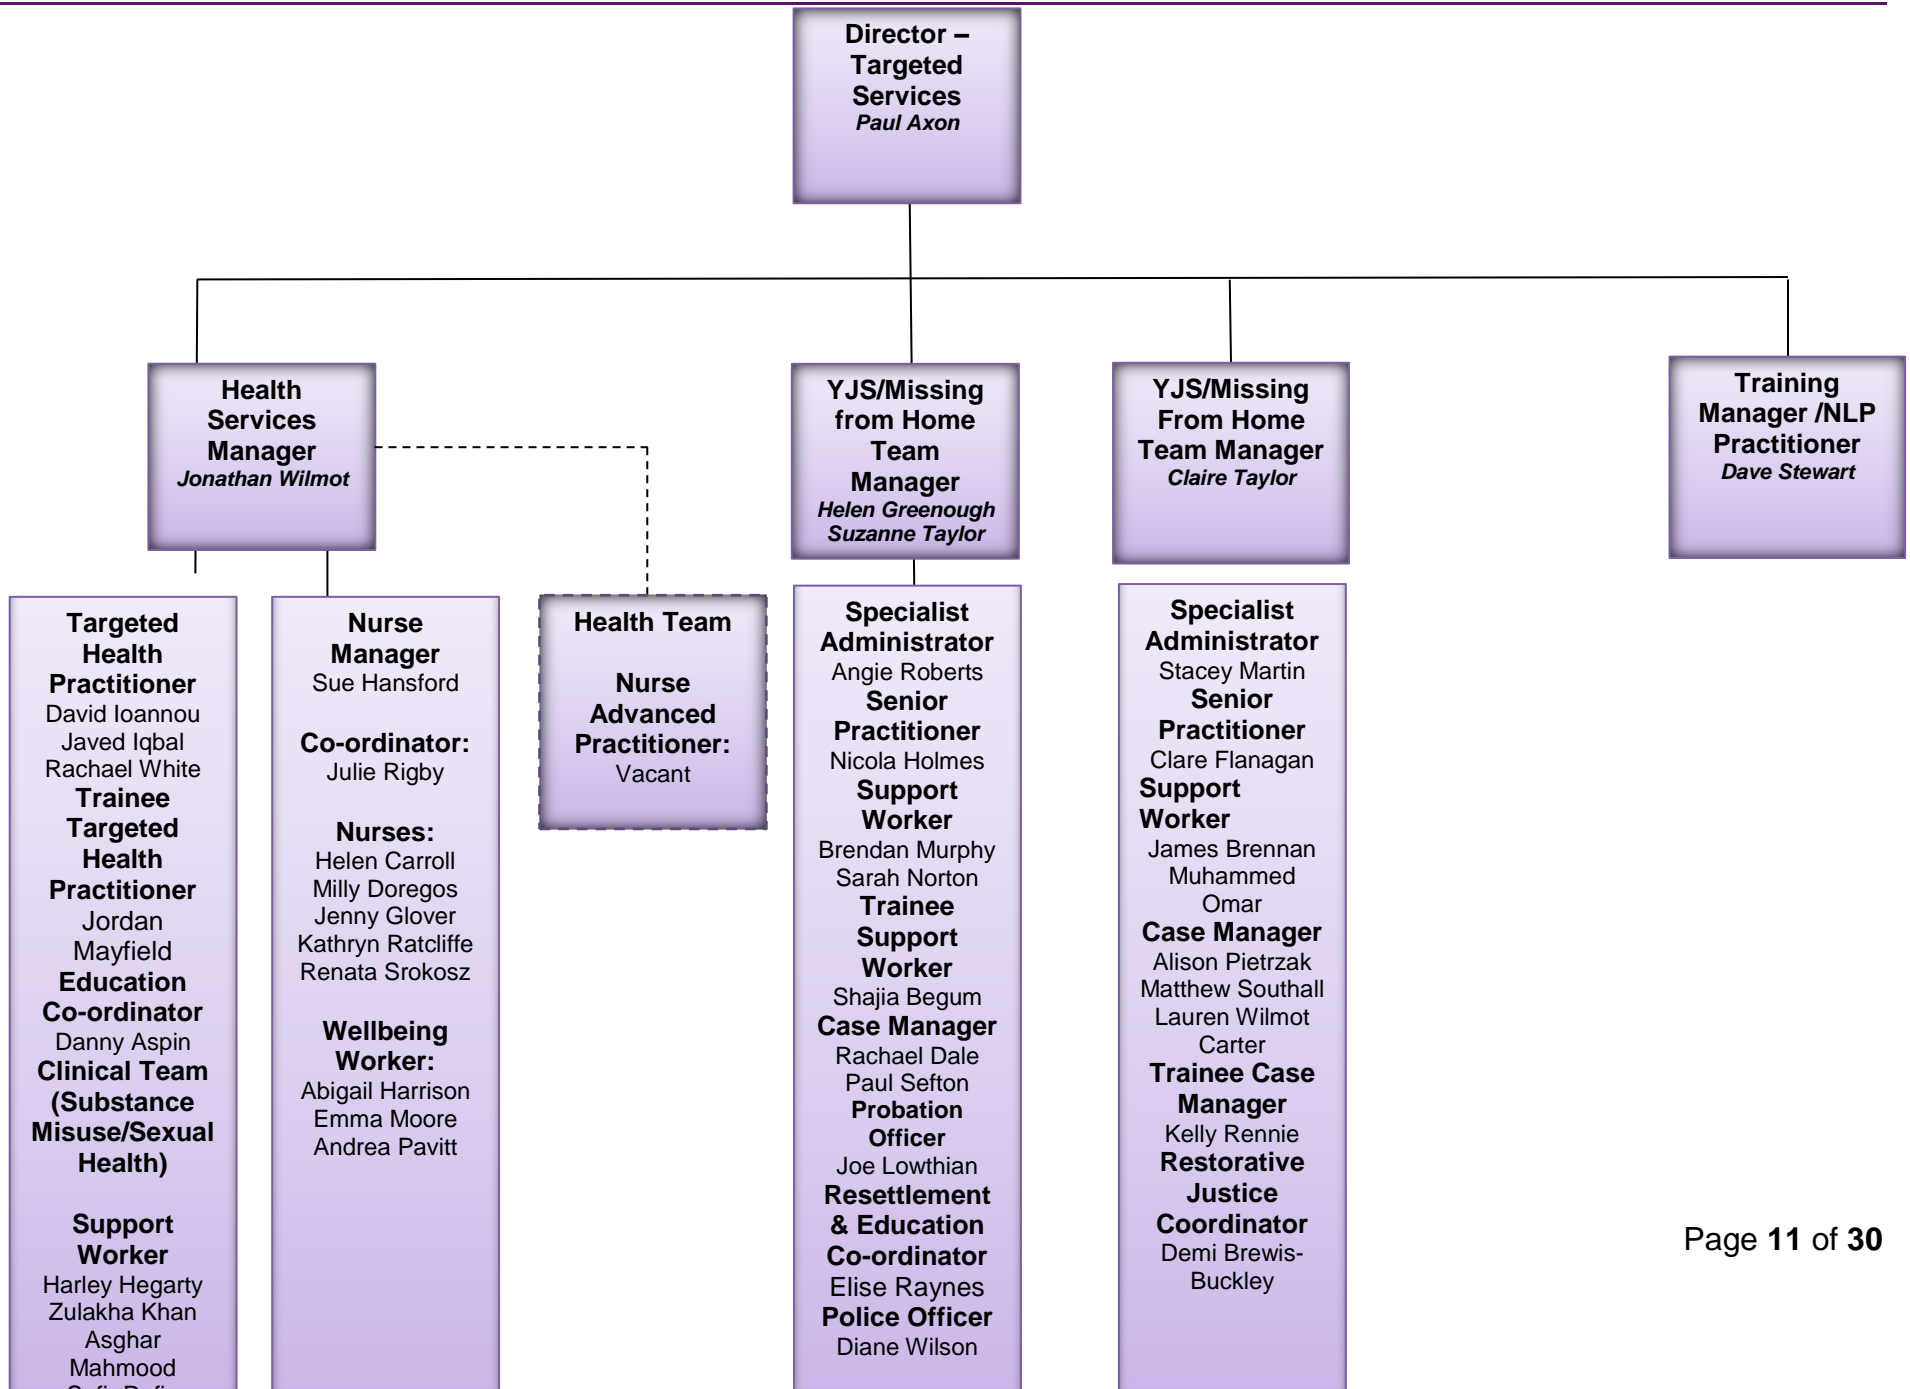 Director –
Targeted
Services
Paul Axon
Health
Services
Manager
Jonathan Wilmot
YJS/Missing
from Home
Team
Manager
Helen Greenough
Suzanne Taylor
YJS/Missing
From Home
Team Manager
Claire Taylor
Training
Manager /NLP
Practitioner
Dave Stewart
Targeted
Health
Practitioner
David Ioannou
Javed Iqbal
Rachael White
Trainee
Targeted
Health
Practitioner
Jordan
Mayfield
Education
Co-ordinator
Danny Aspin
Clinical Team
(Substance
Misuse/Sexual
Health)
Support
Worker
Harley Hegarty
Zulakha Khan
Asghar
Mahmood
Nurse
Manager
Sue Hansford
Co-ordinator:
Julie Rigby
Nurses:
Helen Carroll
Milly Doregos
Jenny Glover
Kathryn Ratcliffe
Renata Srokosz
Wellbeing
Worker:
Abigail Harrison
Emma Moore
Andrea Pavitt
Health Team
Nurse
Advanced
Practitioner:
Vacant
Specialist
Administrator
Angie Roberts
Senior
Practitioner
Nicola Holmes
Support
Worker
Brendan Murphy
Sarah Norton
Trainee
Support
Worker
Shajia Begum
Case Manager
Rachael Dale
Paul Sefton
Probation
Officer
Joe Lowthian
Resettlement
& Education
Co-ordinator
Elise Raynes
Police Officer
Diane Wilson
Specialist
Administrator
Stacey Martin
Senior
Practitioner
Clare Flanagan
Support
Worker
James Brennan
Muhammed
Omar
Case Manager
Alison Pietrzak
Matthew Southall
Lauren Wilmot
Carter
Trainee Case
Manager
Kelly Rennie
Restorative
Justice
Coordinator
Demi Brewis-
Buckley
Page 11 of 30